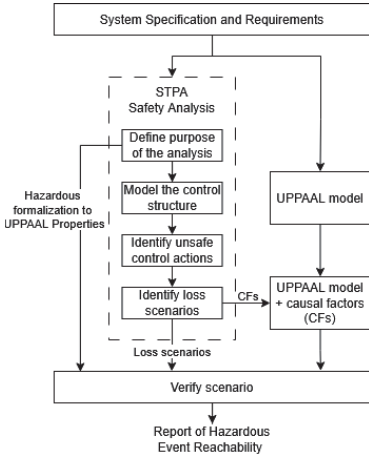 System Specification and Requirements
STPA
Safety Analysis
Define purpose
of the analysis
Hazardous
formalization to
UPPAAL Properties
Model the control
structure
UPPAAL model
Identify unsafe
control actions
Identify loss
scenarios
CFs
UPPAAL model
+ causal factors
(CFs)
Loss scenarios
Verify scenario
Report of Hazardous
Event Reachability